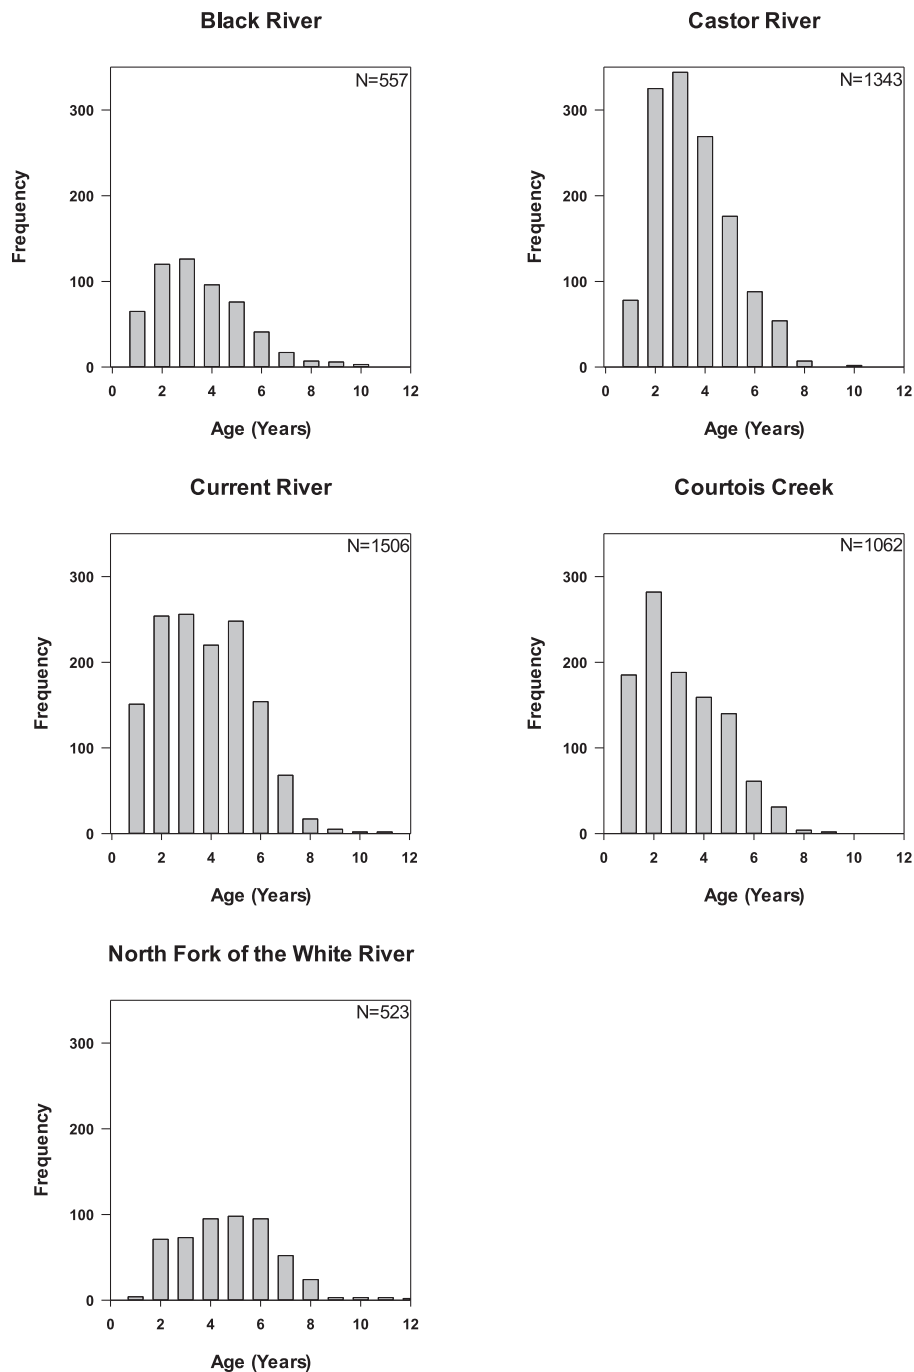 Black River
N=557
300
200
100
0
Frequency
0 2 4 6 8 10 12
Age (Years)
Castor River
N=1343
300
200
100
0
Frequency
0 2 4 6 8 10 12
Age (Years)
Current River
N=1506
300
200
100
0
Frequency
0 2 4 6 8 10 12
Age (Years)
Courtois Creek
N=1062
300
200
100
0
Frequency
0 2 4 6 8 10 12
Age (Years)
North Fork of the White River
N=523
300
200
100
0
Frequency
0 2 4 6 8 10 12
Age (Years)